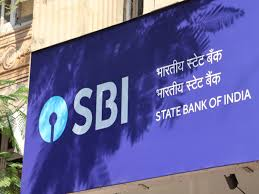 SBI
भारतीय स्टेट बँक
भारतीय स्टेट बैंक
STATE BANK OF INDIA